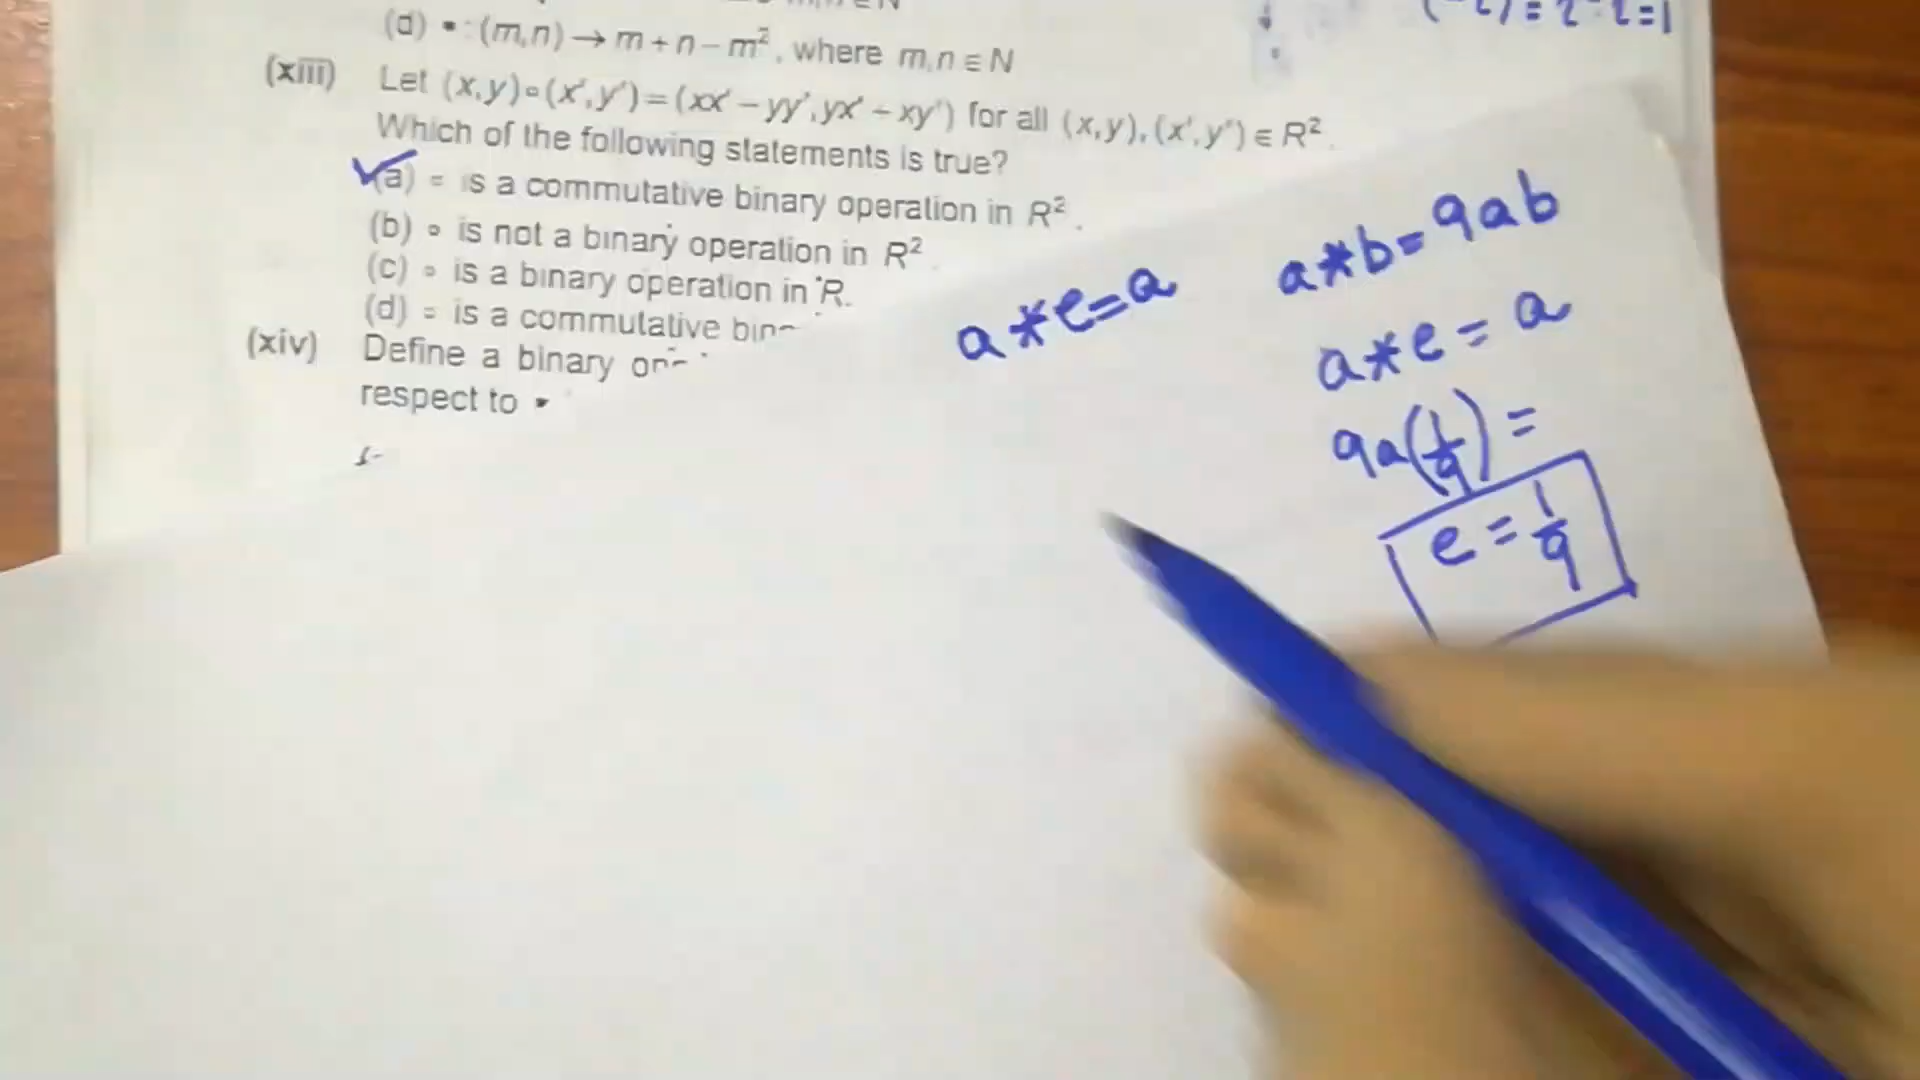 (d) • : (m,n) → m + n − m², where m,n ∈ N
(xiii) Let (x,y)∘(x′,y′) = (xx′ − yy′, yx′ + xy′) for all (x,y), (x′,y′) ∈ R².
Which of the following statements is true?
✓(a) ∘ is a commutative binary operation in R².
(b) ∘ is not a binary operation in R².
(c) ∘ is a binary operation in R.
(d) ∘ is a commutative
(xiv) Define a binary
respect to
a*e=a
a*b=9ab
a*e=a
9a(1/9) =
e = 1/9